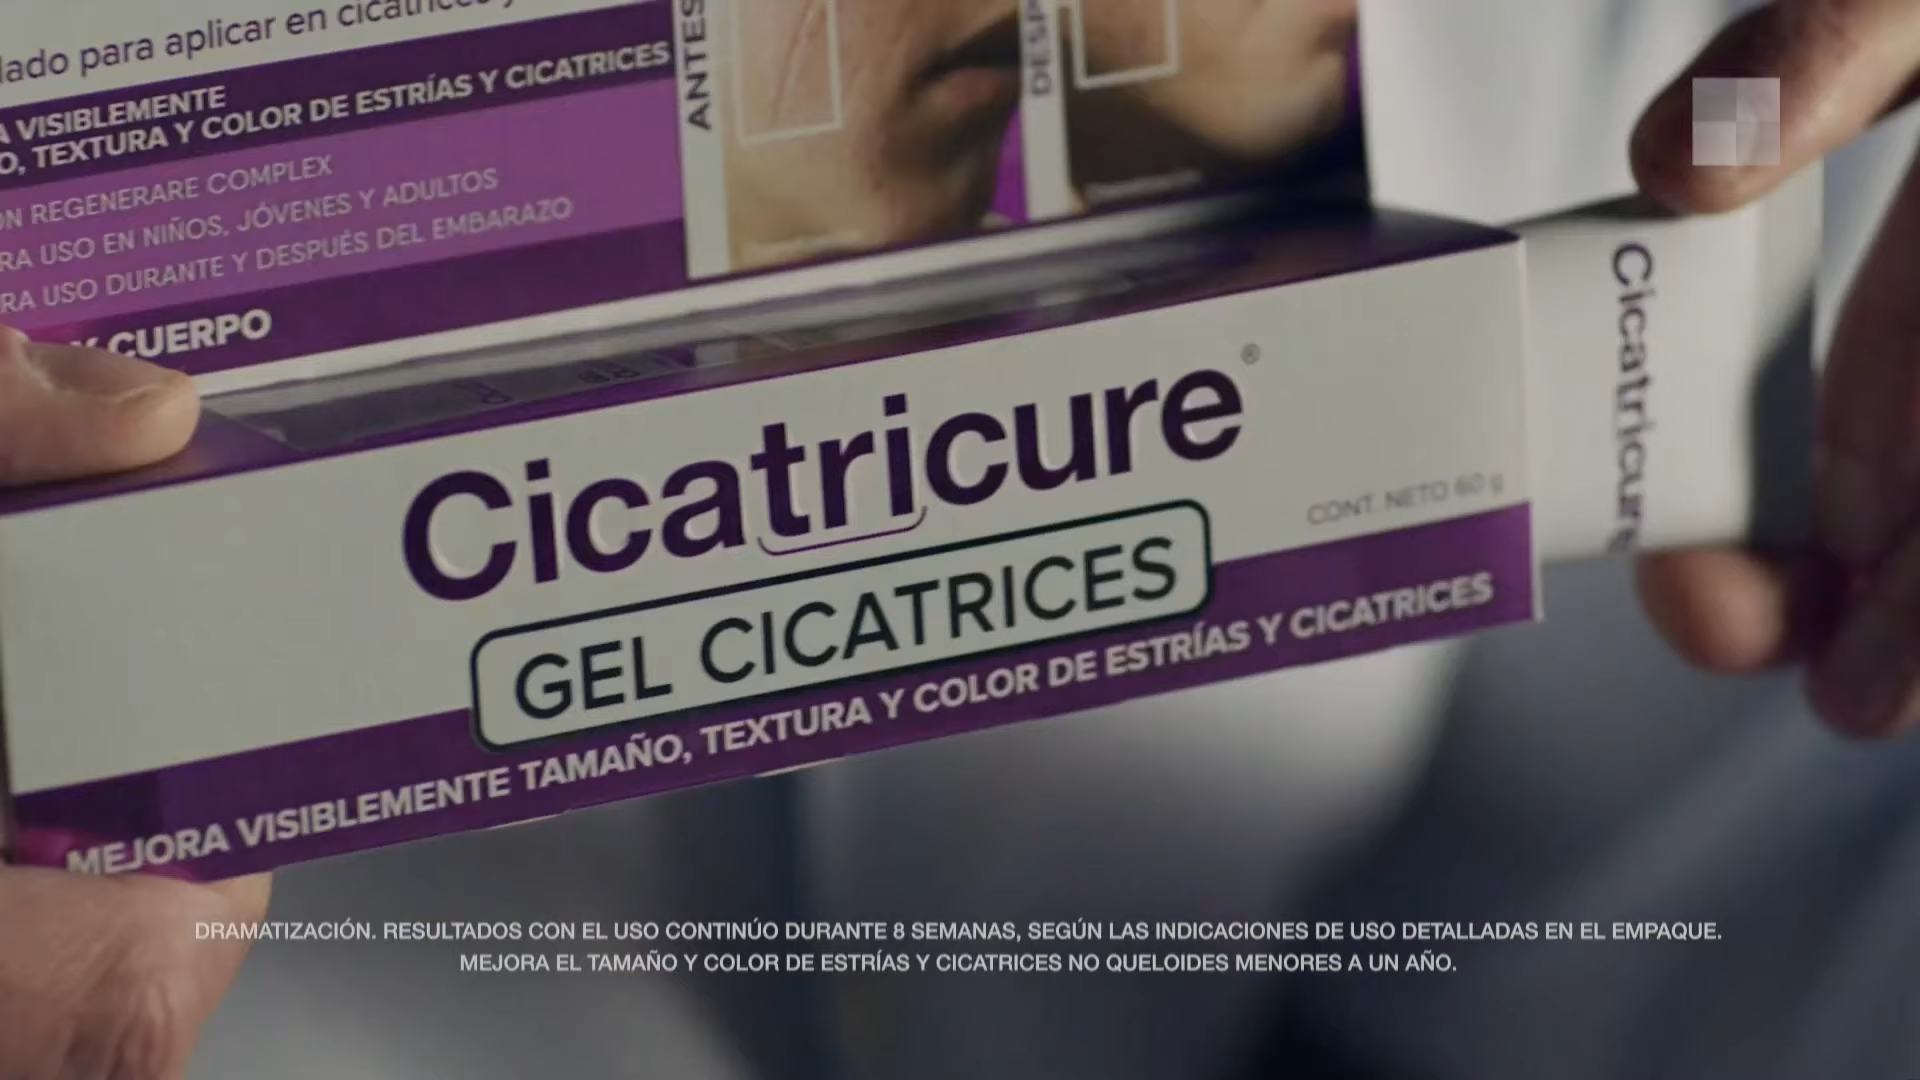 lado para aplicar en cicatrices
A VISIBLEMENTE
O, TEXTURA Y COLOR DE ESTRÍAS Y CICATRICES
ON REGENERARE COMPLEX
RA USO EN NIÑOS, JÓVENES Y ADULTOS
RA USO DURANTE Y DESPUÉS DEL EMBARAZO
Y CUERPO
ANTES
DESP
Cicatricure®
GEL CICATRICES
CONT. NETO 60 g
MEJORA VISIBLEMENTE TAMAÑO, TEXTURA Y COLOR DE ESTRÍAS Y CICATRICES
Cicatricure
DRAMATIZACIÓN. RESULTADOS CON EL USO CONTINÚO DURANTE 8 SEMANAS, SEGÚN LAS INDICACIONES DE USO DETALLADAS EN EL EMPAQUE.
MEJORA EL TAMAÑO Y COLOR DE ESTRÍAS Y CICATRICES NO QUELOIDES MENORES A UN AÑO.